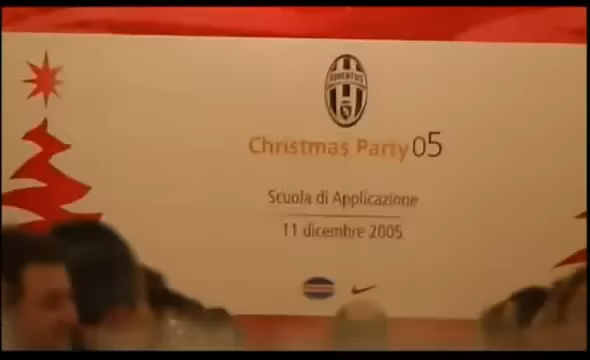 JUVENTUS
Christmas Party 05
Scuola di Applicazione
11 dicembre 2005